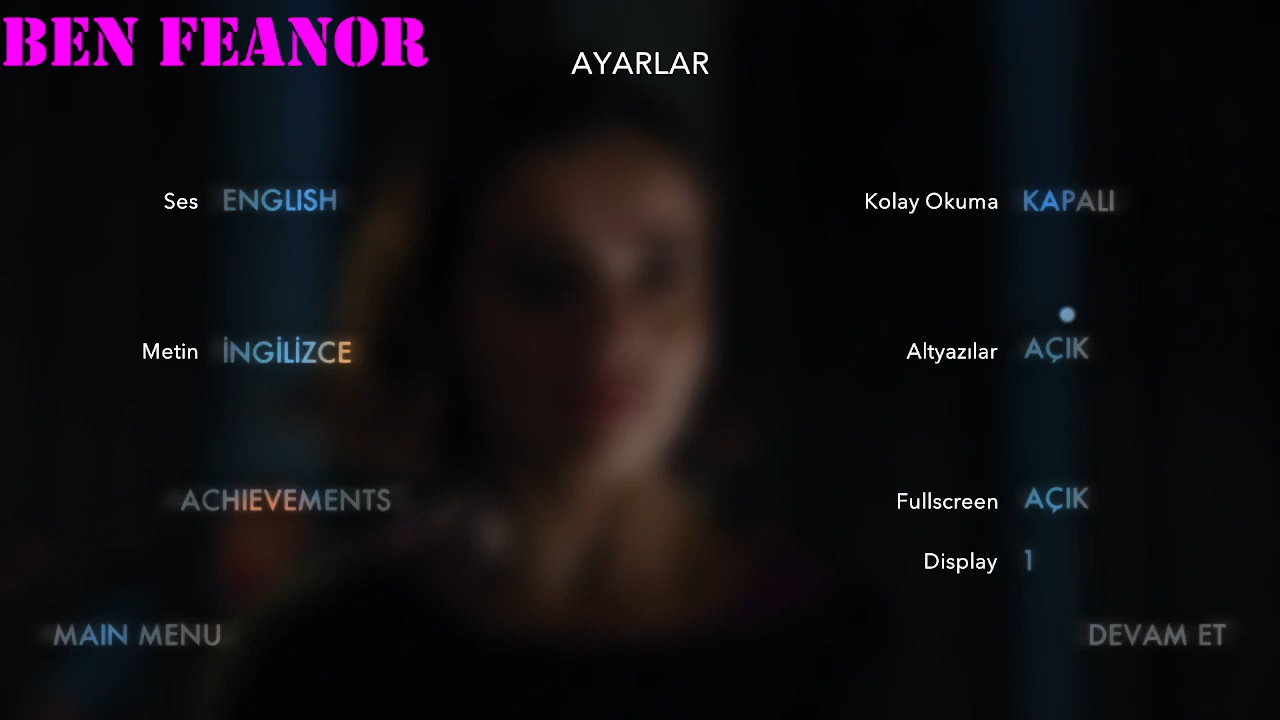 BEN FEANOR
AYARLAR
Ses ENGLISH
Kolay Okuma KAPALI
Metin İNGİLİZCE
Altyazılar AÇIK
ACHIEVEMENTS
Fullscreen AÇIK
Display 1
MAIN MENU
DEVAM ET